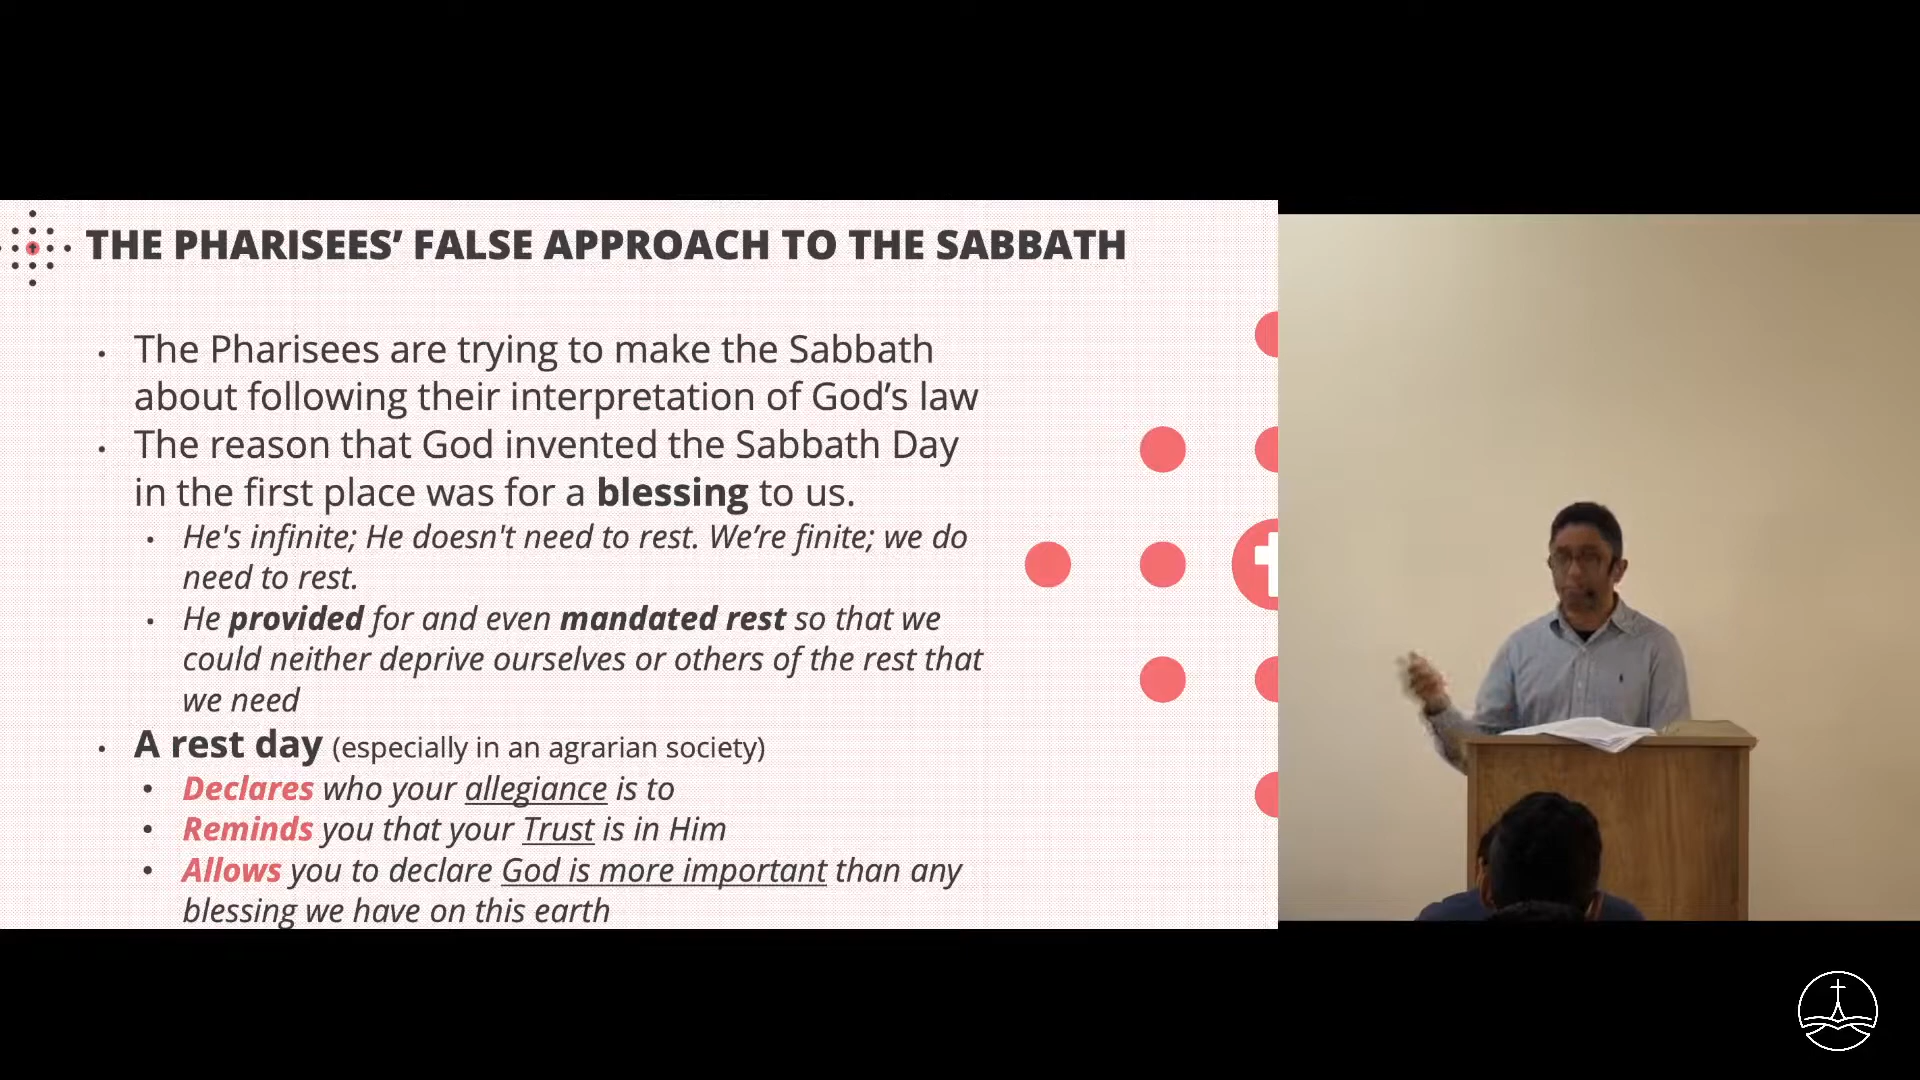 THE PHARISEES’ FALSE APPROACH TO THE SABBATH
• The Pharisees are trying to make the Sabbath
about following their interpretation of God’s law
• The reason that God invented the Sabbath Day
in the first place was for a blessing to us.
• He's infinite; He doesn't need to rest. We’re finite; we do
need to rest.
• He provided for and even mandated rest so that we
could neither deprive ourselves or others of the rest that
we need
• A rest day (especially in an agrarian society)
• Declares who your allegiance is to
• Reminds you that your Trust is in Him
• Allows you to declare God is more important than any
blessing we have on this earth